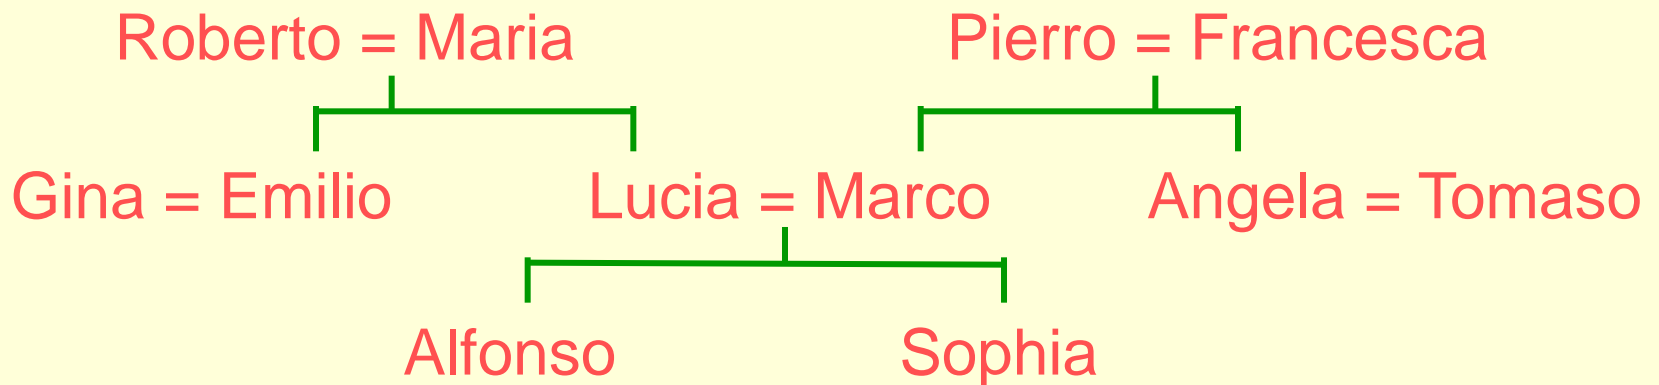 Roberto = Maria Pierro = Francesca
Gina = Emilio Lucia = Marco Angela = Tomaso
Alfonso Sophia